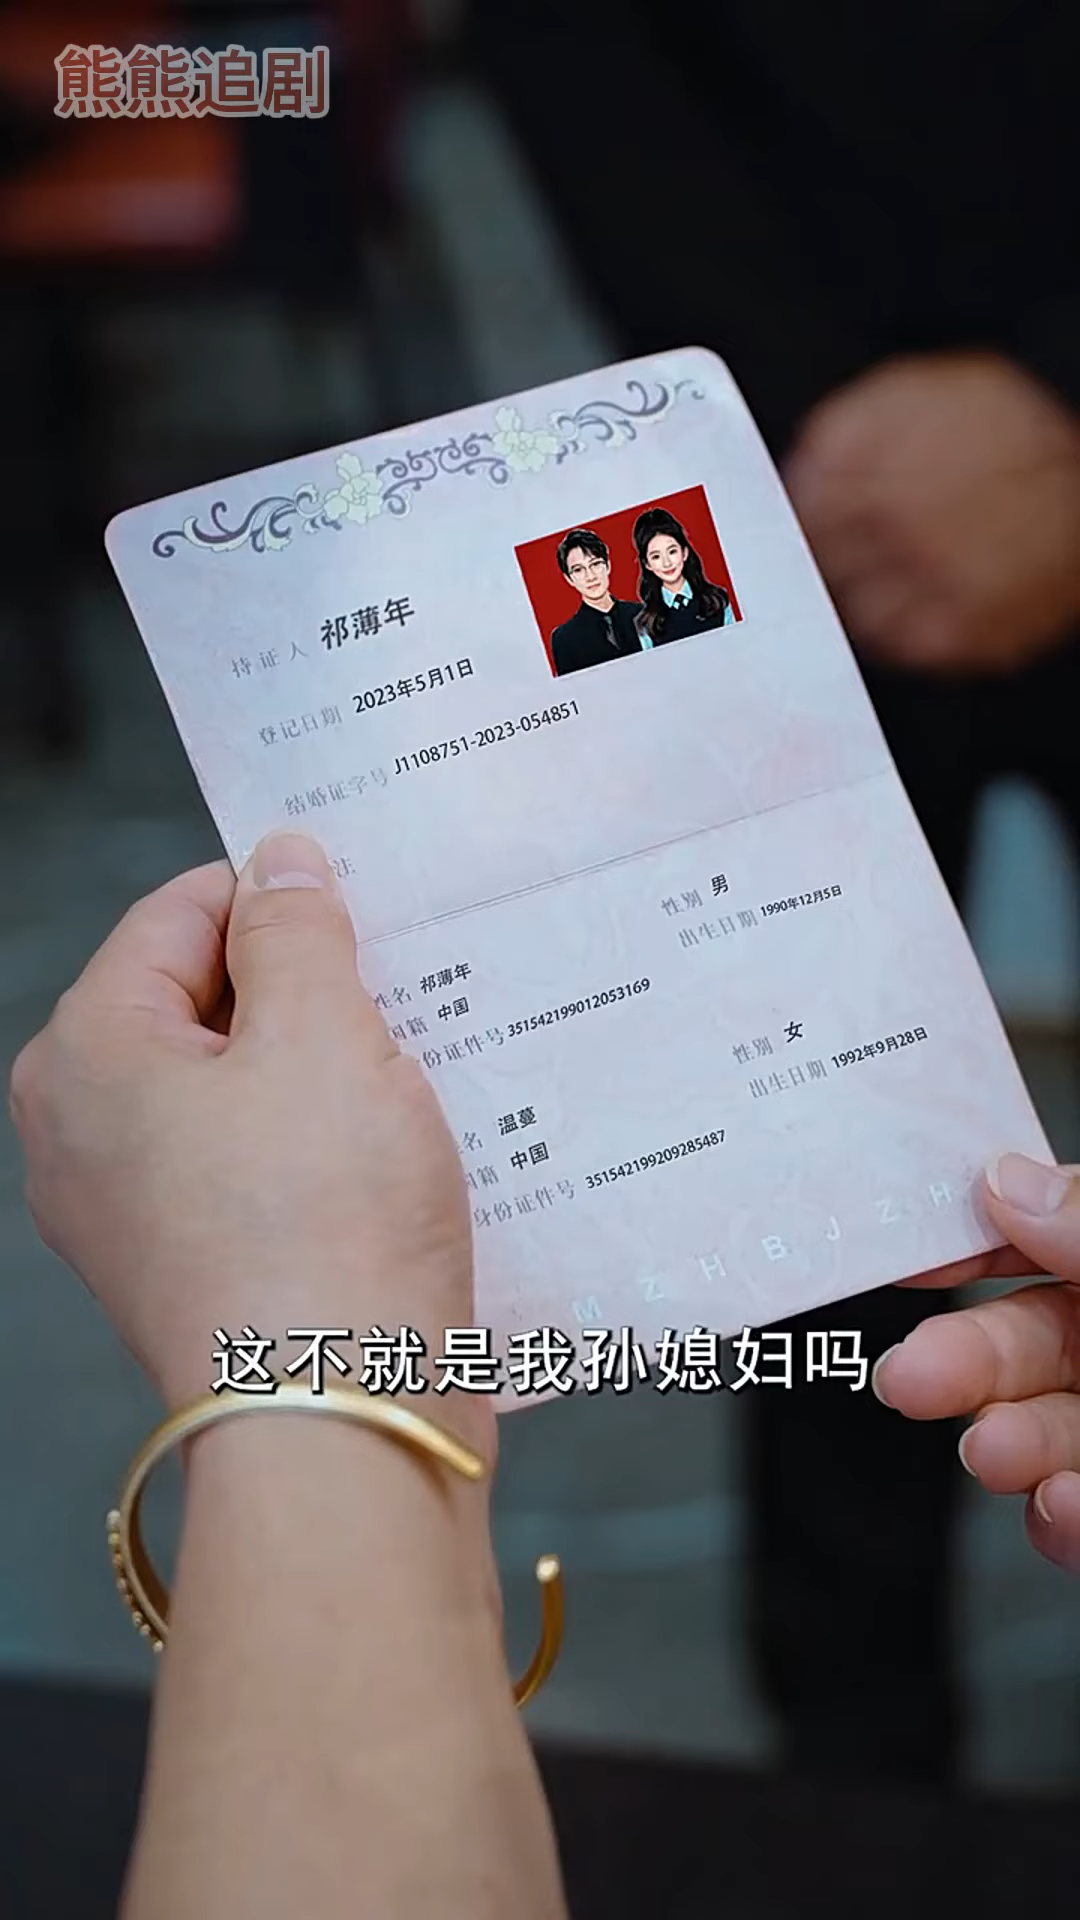 熊熊追剧
持证人 祁薄年
登记日期 2023年5月1日
结婚证字号 J1108751-2023-054851
注
性别 男
姓名 祁薄年
出生日期 1990年12月5日
国籍 中国
份证件号 351542199012053169
性别 女
名 温蔓
出生日期 1992年9月28日
国籍 中国
身份证件号 351542199209285487
M Z H B J Z H
这不就是我孙媳妇吗